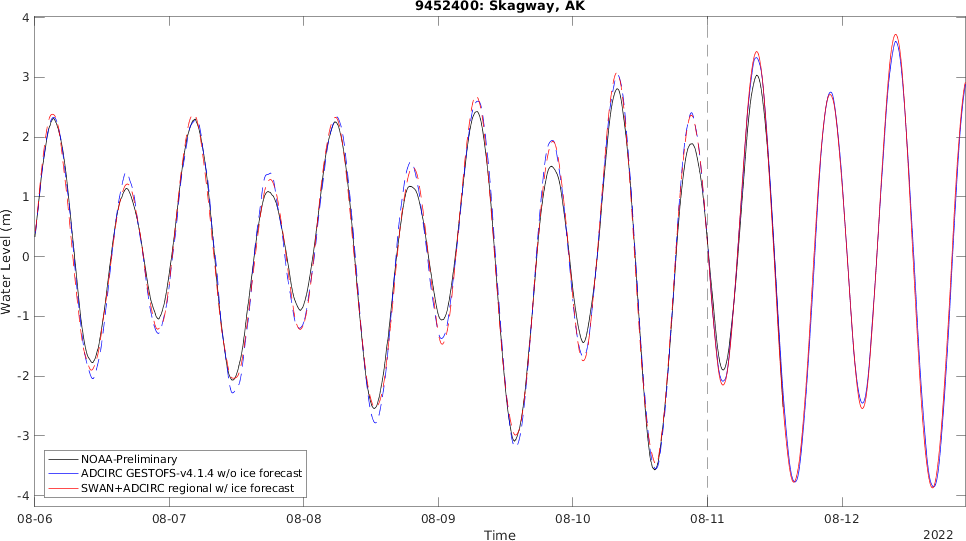 9452400: Skagway, AK
4
3
2
1
0
-1
-2
-3
-4
Water Level (m)
NOAA-Preliminary
ADCIRC GESTOFS-v4.1.4 w/o ice forecast
SWAN+ADCIRC regional w/ ice forecast
08-06 08-07 08-08 08-09 08-10 08-11 08-12
Time
2022